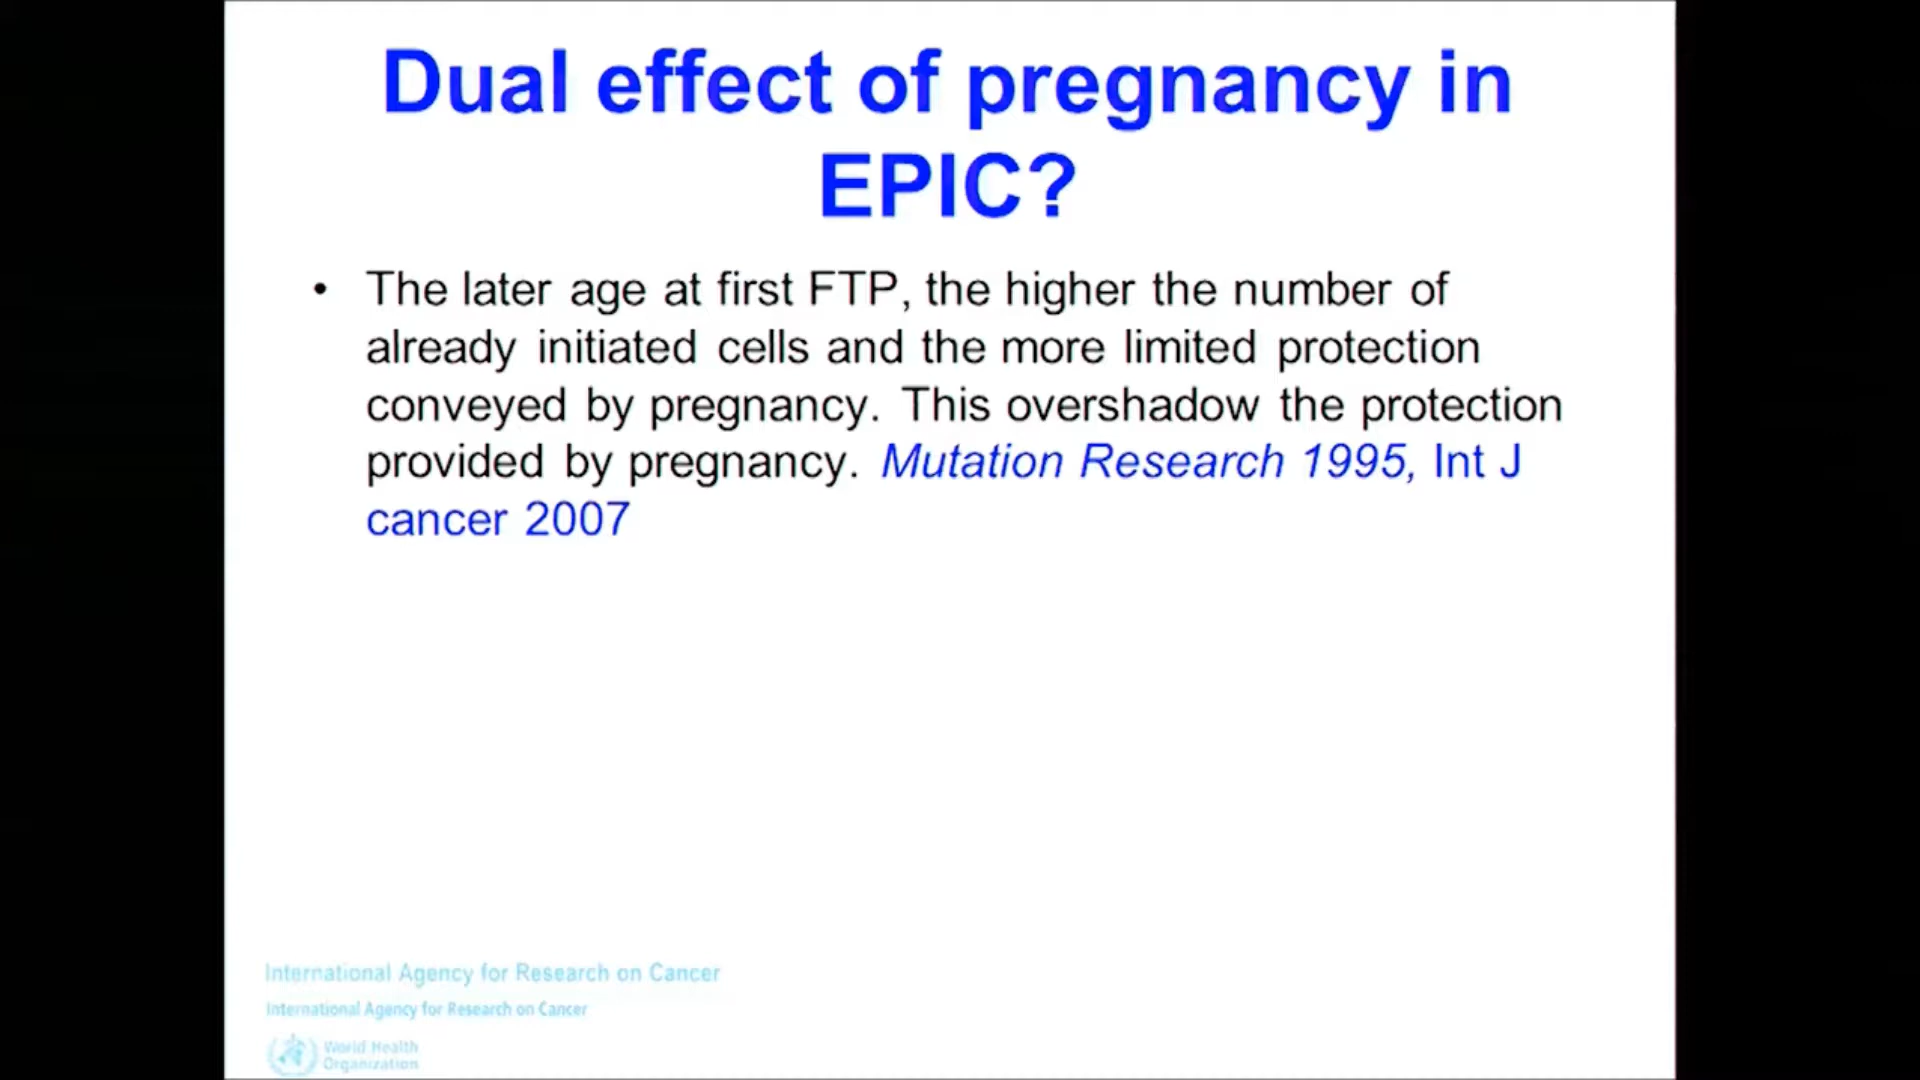 Dual effect of pregnancy in
EPIC?
• The later age at first FTP, the higher the number of
already initiated cells and the more limited protection
conveyed by pregnancy. This overshadow the protection
provided by pregnancy. Mutation Research 1995, Int J
cancer 2007
International Agency for Research on Cancer
International Agency for Research on Cancer
World Health
Organization